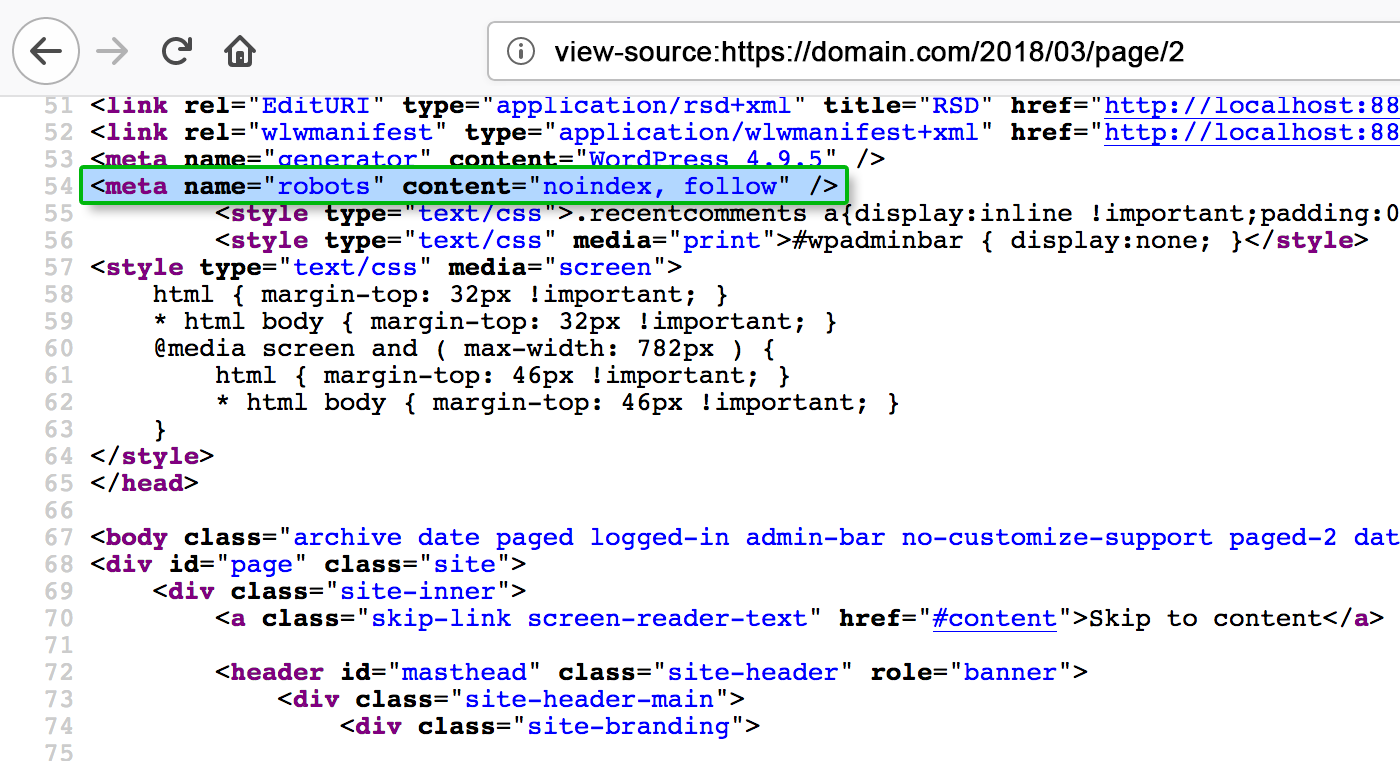 view-source:https://domain.com/2018/03/page/2
51 <link rel="EditURI" type="application/rsd+xml" title="RSD" href="http://localhost:88
52 <link rel="wlwmanifest" type="application/wlwmanifest+xml" href="http://localhost:88
53 <meta name="generator" content="WordPress 4.9.5" />
54 <meta name="robots" content="noindex, follow" />
55 <style type="text/css">.recentcomments a{display:inline !important;padding:0
56 <style type="text/css" media="print">#wpadminbar { display:none; }</style>
57 <style type="text/css" media="screen">
58 html { margin-top: 32px !important; }
59 * html body { margin-top: 32px !important; }
60 @media screen and ( max-width: 782px ) {
61 html { margin-top: 46px !important; }
62 * html body { margin-top: 46px !important; }
63 }
64 </style>
65 </head>
66
67 <body class="archive date paged logged-in admin-bar no-customize-support paged-2 dat
68 <div id="page" class="site">
69 <div class="site-inner">
70 <a class="skip-link screen-reader-text" href="#content">Skip to content</a>
71
72 <header id="masthead" class="site-header" role="banner">
73 <div class="site-header-main">
74 <div class="site-branding">
75